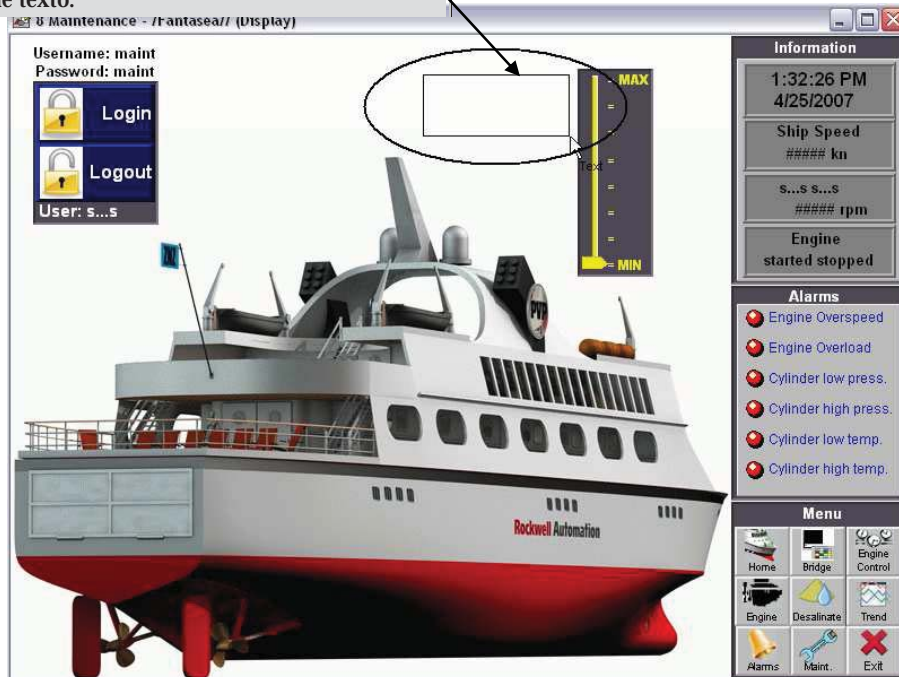 texto.
8 Maintenance - /Fantasea// (Display)
Username: maint
Password: maint
Login
Logout
User: s...s
MAX
Text
MIN
PVP
Rockwell Automation
Information
1:32:26 PM
4/25/2007
Ship Speed
##### kn
s...s s...s
##### rpm
Engine
started stopped
Alarms
Engine Overspeed
Engine Overload
Cylinder low press.
Cylinder high press.
Cylinder low temp.
Cylinder high temp.
Menu
Home
Bridge
Engine
Control
Engine
Desalinate
Trend
Alarms
Maint.
Exit